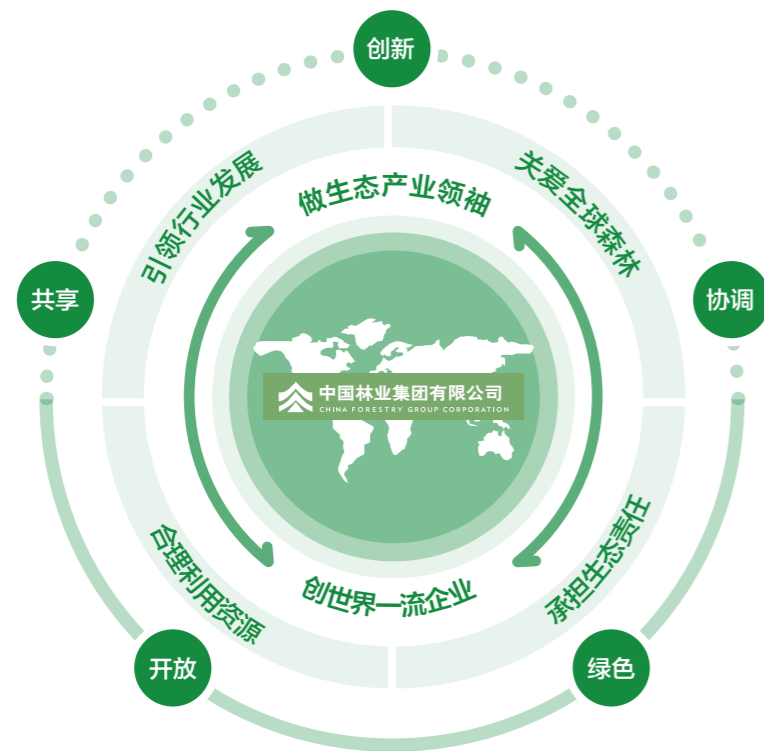 创新
引领行业发展
做生态产业领袖
关爱全球森林
共享
协调
中国林业集团有限公司
CHINA FORESTRY GROUP CORPORATION
合理利用资源
创世界一流企业
承担生态责任
开放
绿色